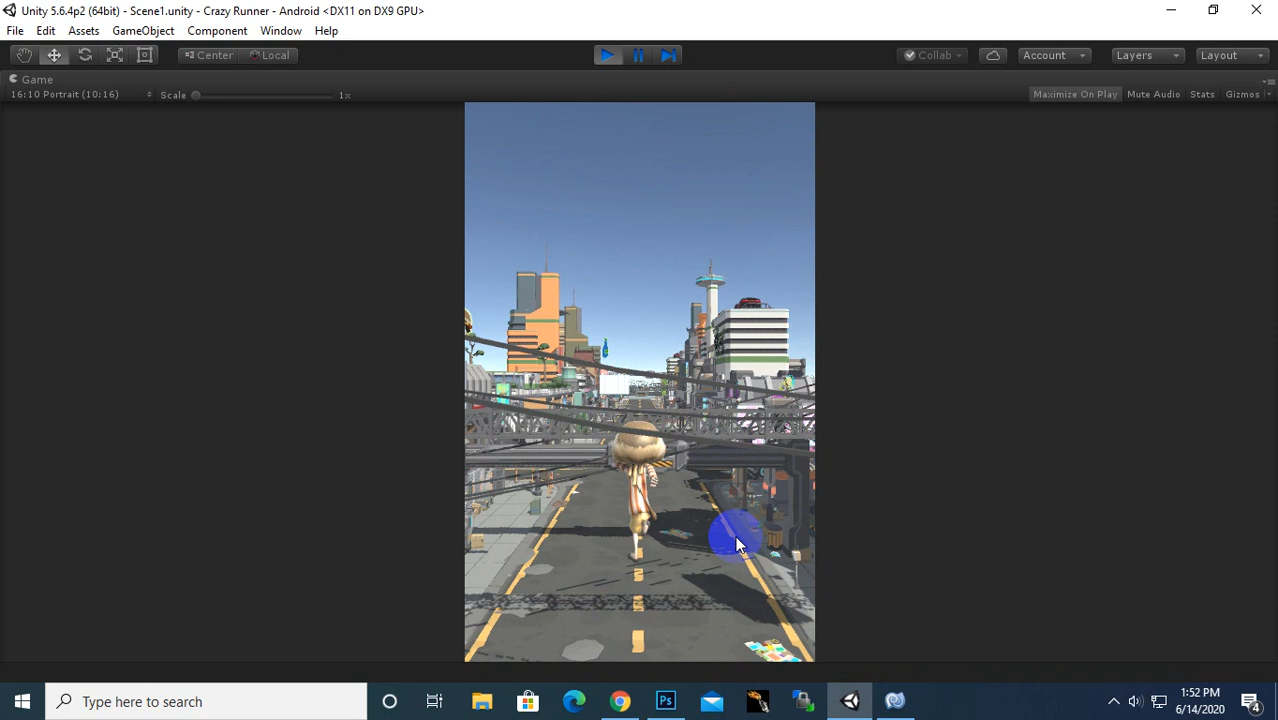 Unity 5.6.4p2 (64bit) - Scene1.unity - Crazy Runner - Android <DX11 on DX9 GPU>
File Edit Assets GameObject Component Window Help
Center Local Collab Account Layers Layout
Game
16:10 Portrait (10:16) Scale 1x Maximize On Play Mute Audio Stats Gizmos
Type here to search
Ps
1:52 PM
6/14/2020
4